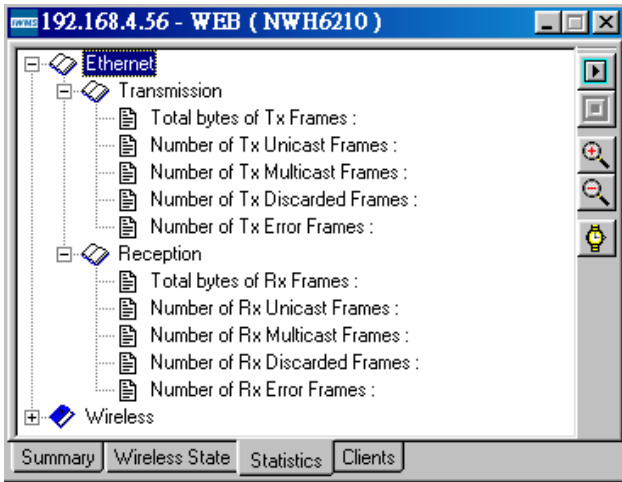 192.168.4.56 - WEB ( NWH6210 )
Ethernet
Transmission
Total bytes of Tx Frames :
Number of Tx Unicast Frames :
Number of Tx Multicast Frames :
Number of Tx Discarded Frames :
Number of Tx Error Frames :
Reception
Total bytes of Rx Frames :
Number of Rx Unicast Frames :
Number of Rx Multicast Frames :
Number of Rx Discarded Frames :
Number of Rx Error Frames :
Wireless
Summary Wireless State Statistics Clients